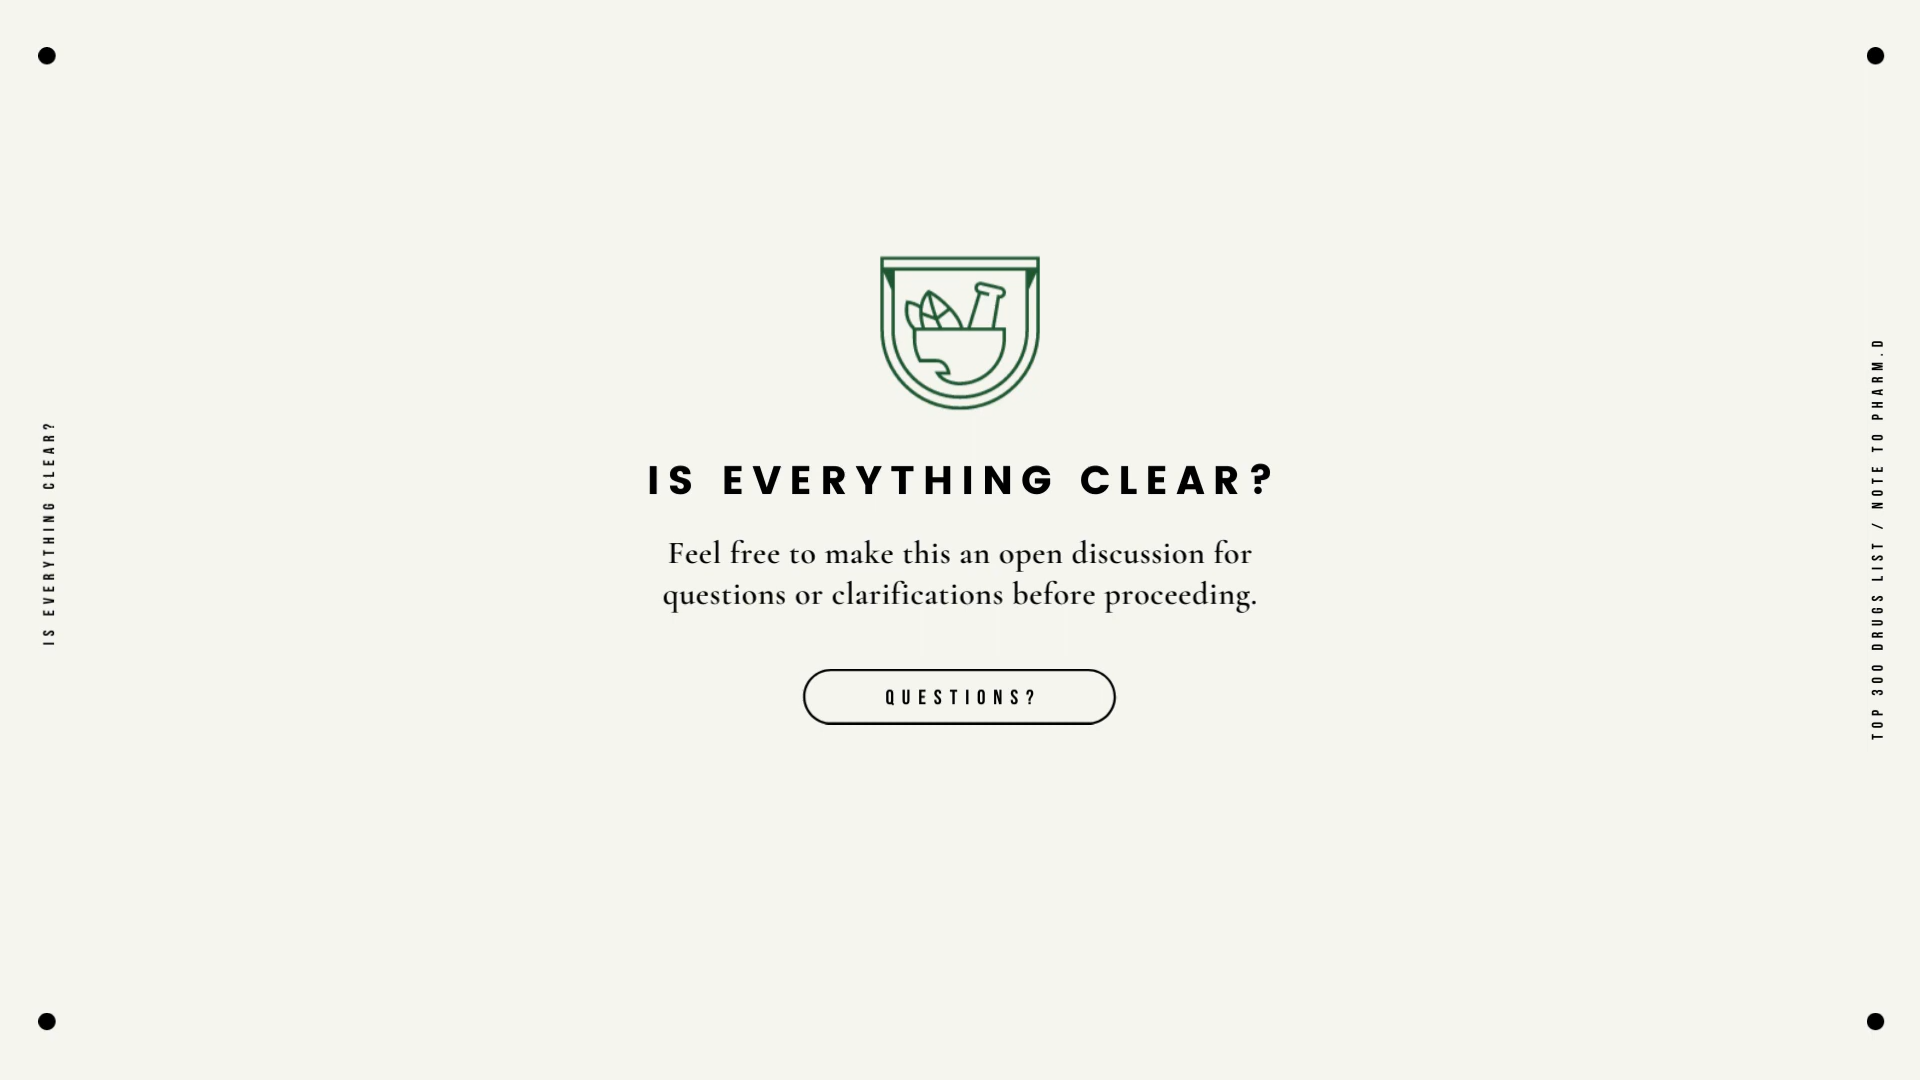 IS EVERYTHING CLEAR?
IS EVERYTHING CLEAR?
Feel free to make this an open discussion for
questions or clarifications before proceeding.
QUESTIONS?
TOP 300 DRUGS LIST / NOTE TO PHARM.D